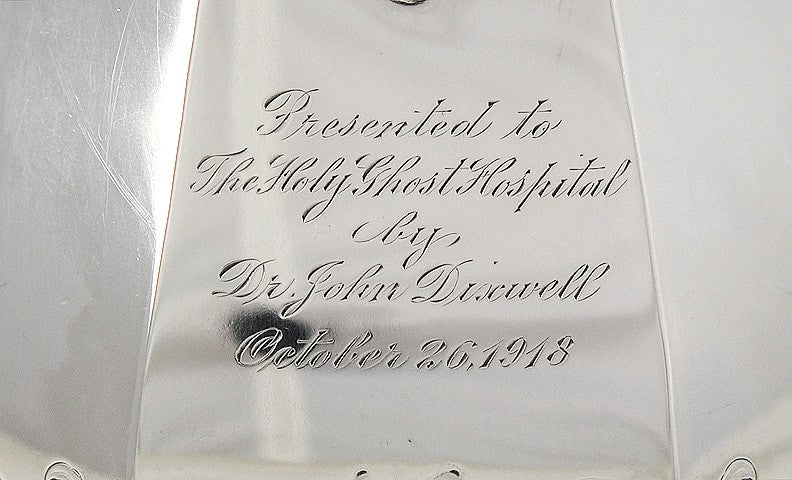 Presented to
The Holy Ghost Hospital
by
Dr. John Dixwell
October 26, 1918